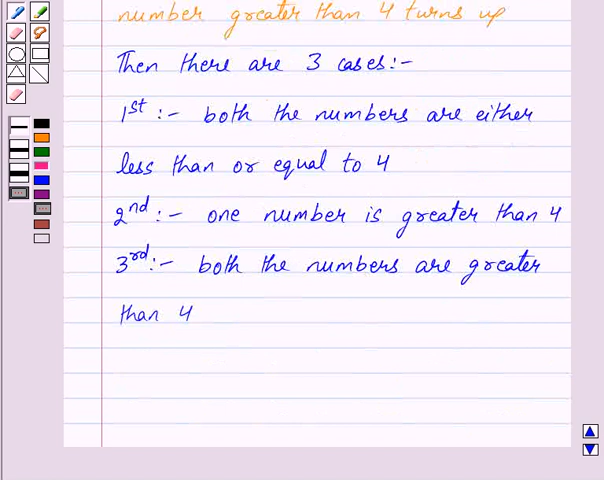 number greater than 4 turns up
Then there are 3 cases:-
1st :- both the numbers are either
less than or equal to 4
2nd :- one number is greater than 4
3rd :- both the numbers are greater
than 4